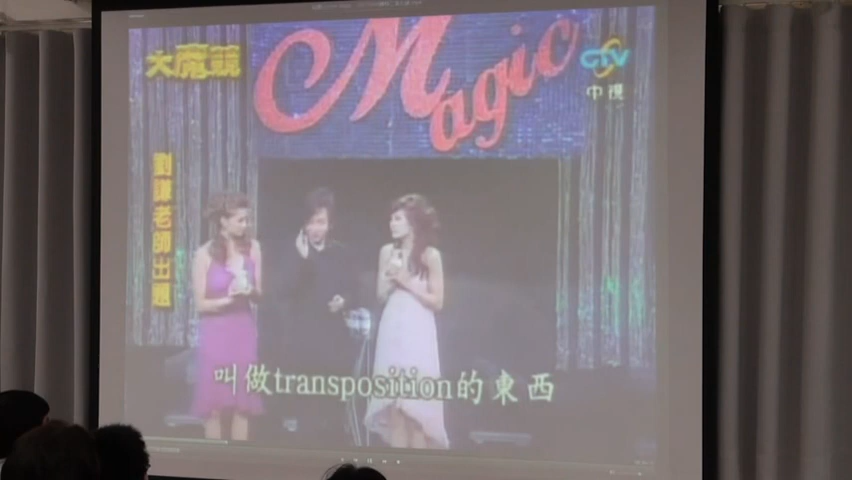 大魔競
Magic
CTV
中視
劉謙老師出題
叫做transposition的東西